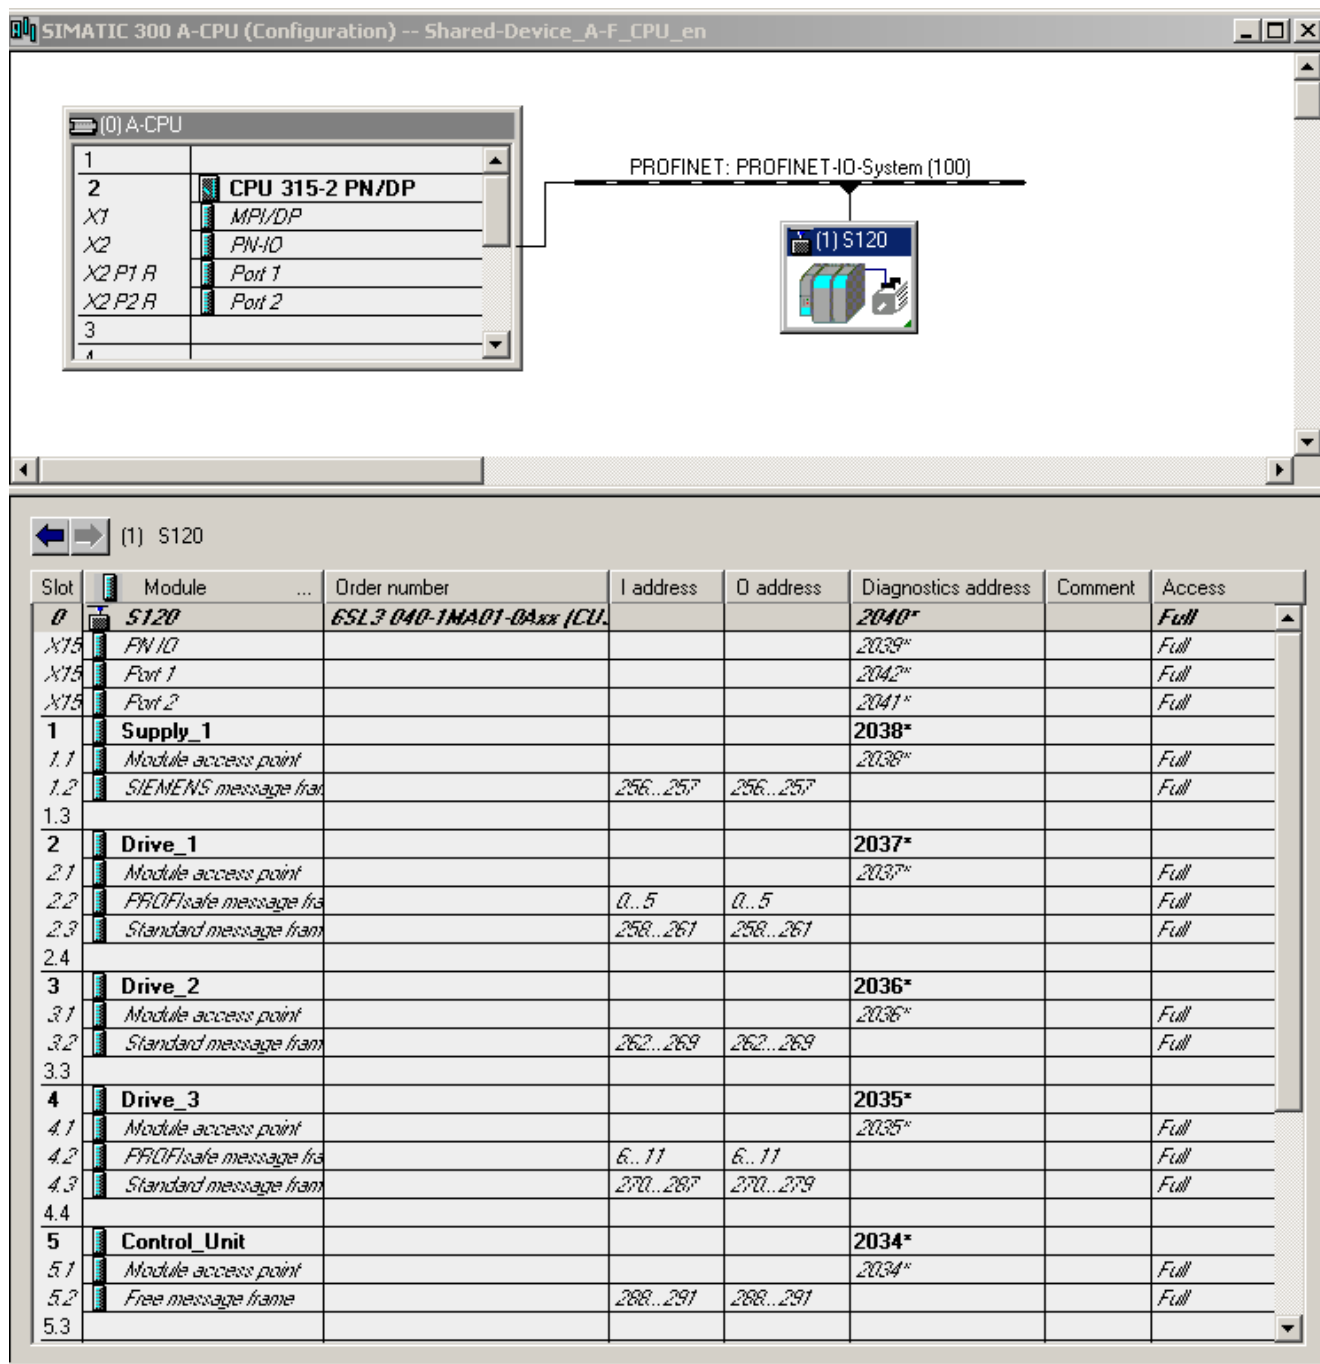 SIMATIC 300 A-CPU (Configuration) -- Shared-Device_A-F_CPU_en
(0) A-CPU
1
2 CPU 315-2 PN/DP
X1 MPI/DP
X2 PN-IO
X2 P1 R Port 1
X2 P2 R Port 2
3
4
PROFINET: PROFINET-IO-System (100)
(1) S120
(1) S120
Slot Module ... Order number I address O address Diagnostics address Comment Access
0 S120 6SL3 040-1MA01-0Axx (CU. 2040* Full
X15 PN IO 2039* Full
X15 Port 1 2042* Full
X15 Port 2 2041* Full
1 Supply_1 2038*
1.1 Module access point 2038* Full
1.2 SIEMENS message fran 256...257 256...257 Full
1.3
2 Drive_1 2037*
2.1 Module access point 2037* Full
2.2 PROFIsafe message fra 0...5 0...5 Full
2.3 Standard message fram 258...261 258...261 Full
2.4
3 Drive_2 2036*
3.1 Module access point 2036* Full
3.2 Standard message fram 262...269 262...269 Full
3.3
4 Drive_3 2035*
4.1 Module access point 2035* Full
4.2 PROFIsafe message fra 6...11 6...11 Full
4.3 Standard message fram 270...287 270...279 Full
4.4
5 Control_Unit 2034*
5.1 Module access point 2034* Full
5.2 Free message frame 288...291 288...291 Full
5.3